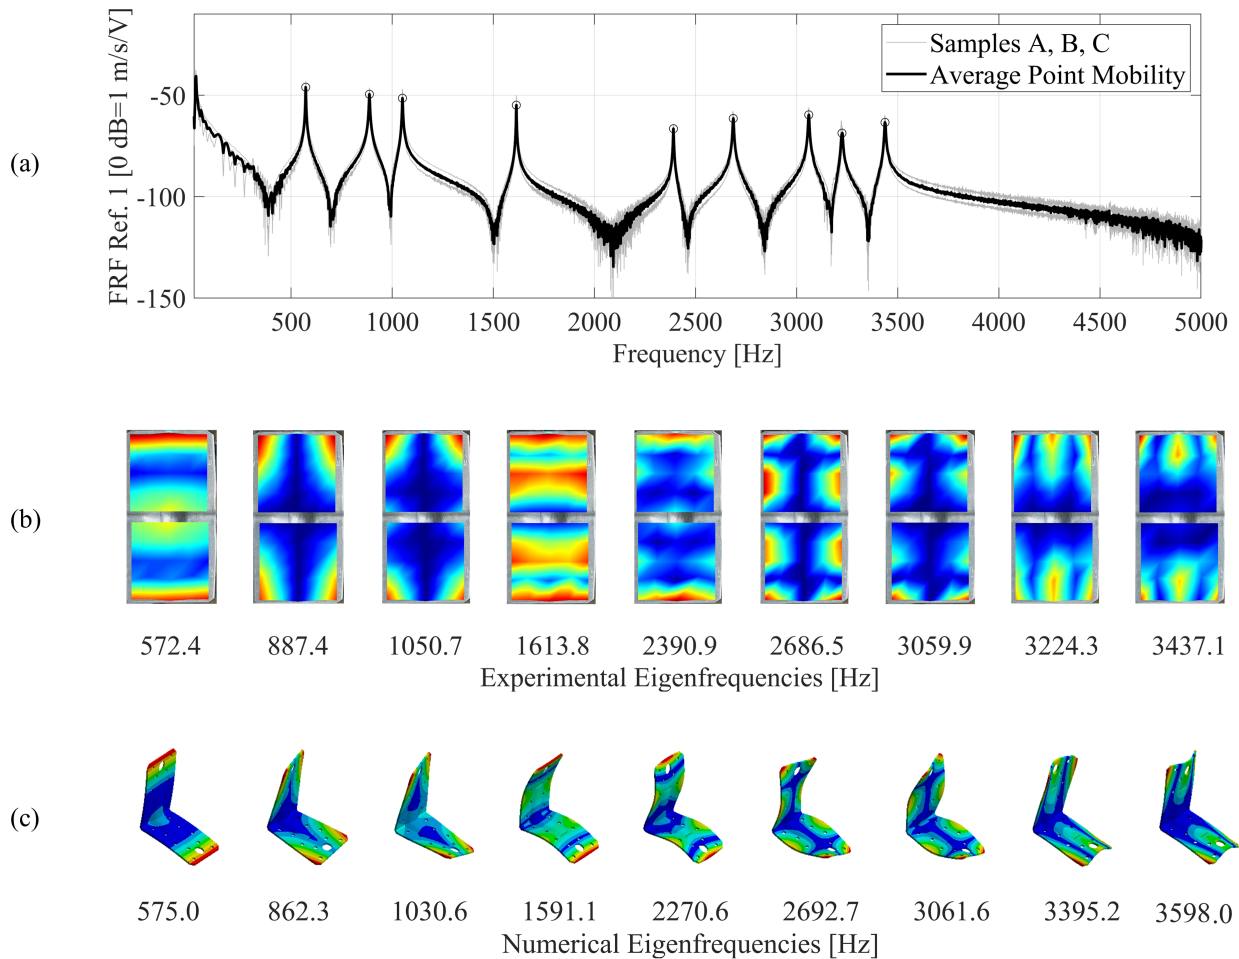 (a)
FRF Ref. 1 [0 dB=1 m/s/V]
-50
-100
-150
Samples A, B, C
Average Point Mobility
500 1000 1500 2000 2500 3000 3500 4000 4500 5000
Frequency [Hz]
(b)
572.4 887.4 1050.7 1613.8 2390.9 2686.5 3059.9 3224.3 3437.1
Experimental Eigenfrequencies [Hz]
(c)
575.0 862.3 1030.6 1591.1 2270.6 2692.7 3061.6 3395.2 3598.0
Numerical Eigenfrequencies [Hz]